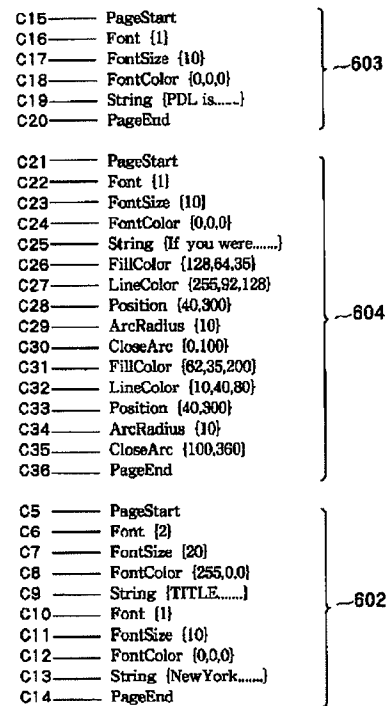 C15 PageStart
C16 Font {1}
C17 FontSize {10}
C18 FontColor {0,0,0}
C19 String {PDL is......}
C20 PageEnd
603
C21 PageStart
C22 Font {1}
C23 FontSize {10}
C24 FontColor {0,0,0}
C25 String {If you were......}
C26 FillColor {128,64,35}
C27 LineColor {255,92,128}
C28 Position {40,300}
C29 ArcRadius {10}
C30 CloseArc {0,100}
C31 FillColor {62,35,200}
C32 LineColor {10,40,80}
C33 Position {40,300}
C34 ArcRadius {10}
C35 CloseArc {100,360}
C36 PageEnd
604
C5 PageStart
C6 Font {2}
C7 FontSize {20}
C8 FontColor {255,0,0}
C9 String {TITLE......}
C10 Font {1}
C11 FontSize {10}
C12 FontColor {0,0,0}
C13 String {NewYork......}
C14 PageEnd
602